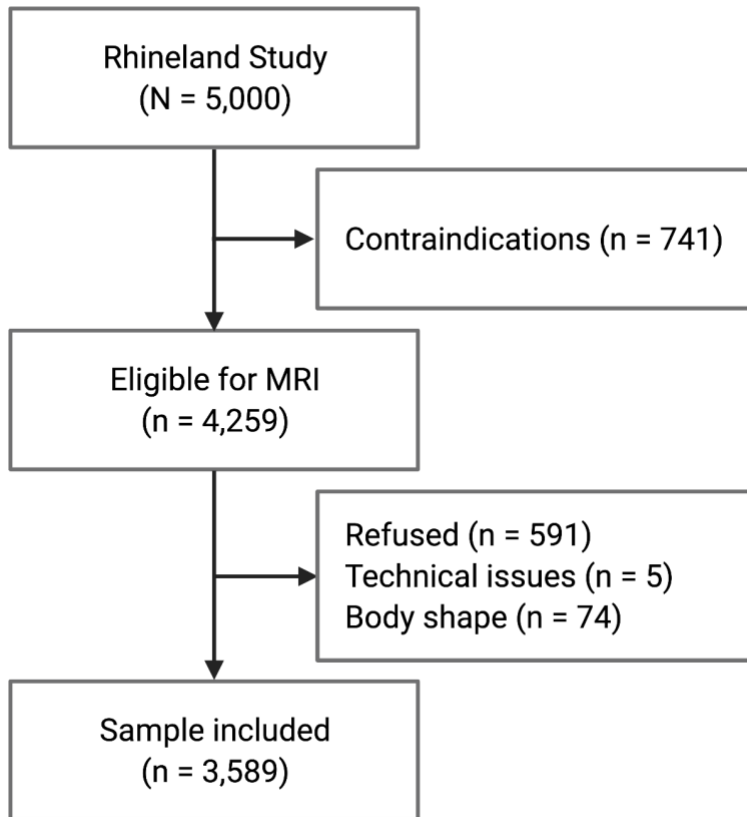 Rhineland Study
(N = 5,000)
Contraindications (n = 741)
Eligible for MRI
(n = 4,259)
Refused (n = 591)
Technical issues (n = 5)
Body shape (n = 74)
Sample included
(n = 3,589)